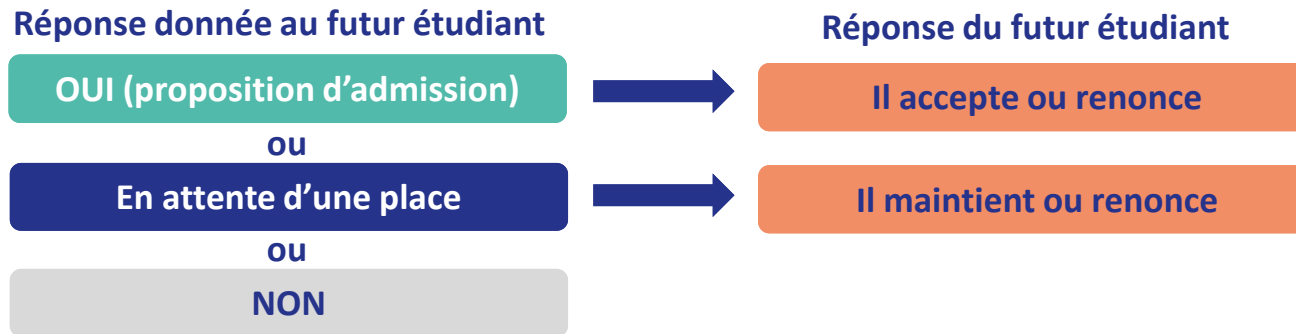 Réponse donnée au futur étudiant
Réponse du futur étudiant
OUI (proposition d’admission)
Il accepte ou renonce
ou
En attente d’une place
Il maintient ou renonce
ou
NON